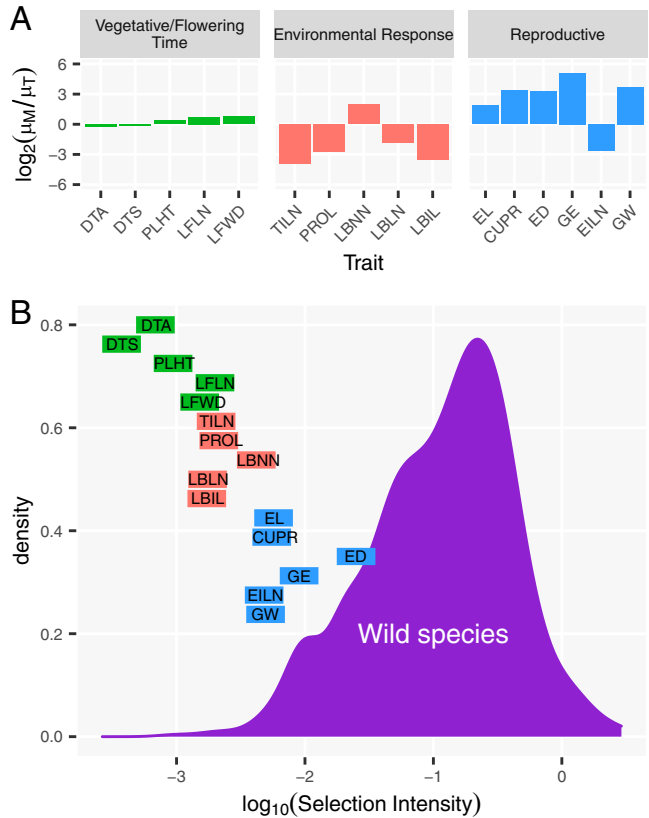 A
Vegetative/Flowering
Time
Environmental Response
Reproductive
log2(μM/μT)
6
3
0
−3
−6
DTA
DTS
PLHT
LFLN
LFWD
TILN
PROL
LBNN
LBLN
LBIL
EL
CUPR
ED
GE
EILN
GW
Trait
B
density
0.8
0.6
0.4
0.2
0.0
DTA
DTS
PLHT
LFLN
LFWD
TILN
PROL
LBNN
LBLN
LBIL
EL
CUPR
ED
GE
EILN
GW
Wild species
−3
−2
−1
0
log10(Selection Intensity)